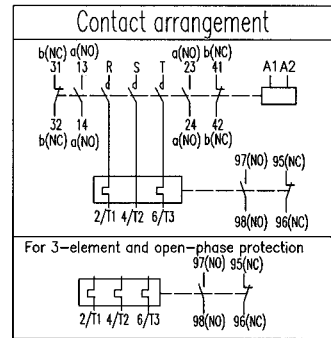 Contact arrangement
b(NC) a(NO) a(NO) b(NC)
31 13 R S T 23 41 A1 A2
32 14 24 42
b(NC) a(NO) a(NO) b(NC)
97(NO) 95(NC)
2/T1 4/T2 6/T3
98(NO) 96(NC)
For 3-element and open-phase protection
97(NO) 95(NC)
2/T1 4/T2 6/T3
98(NO) 96(NC)